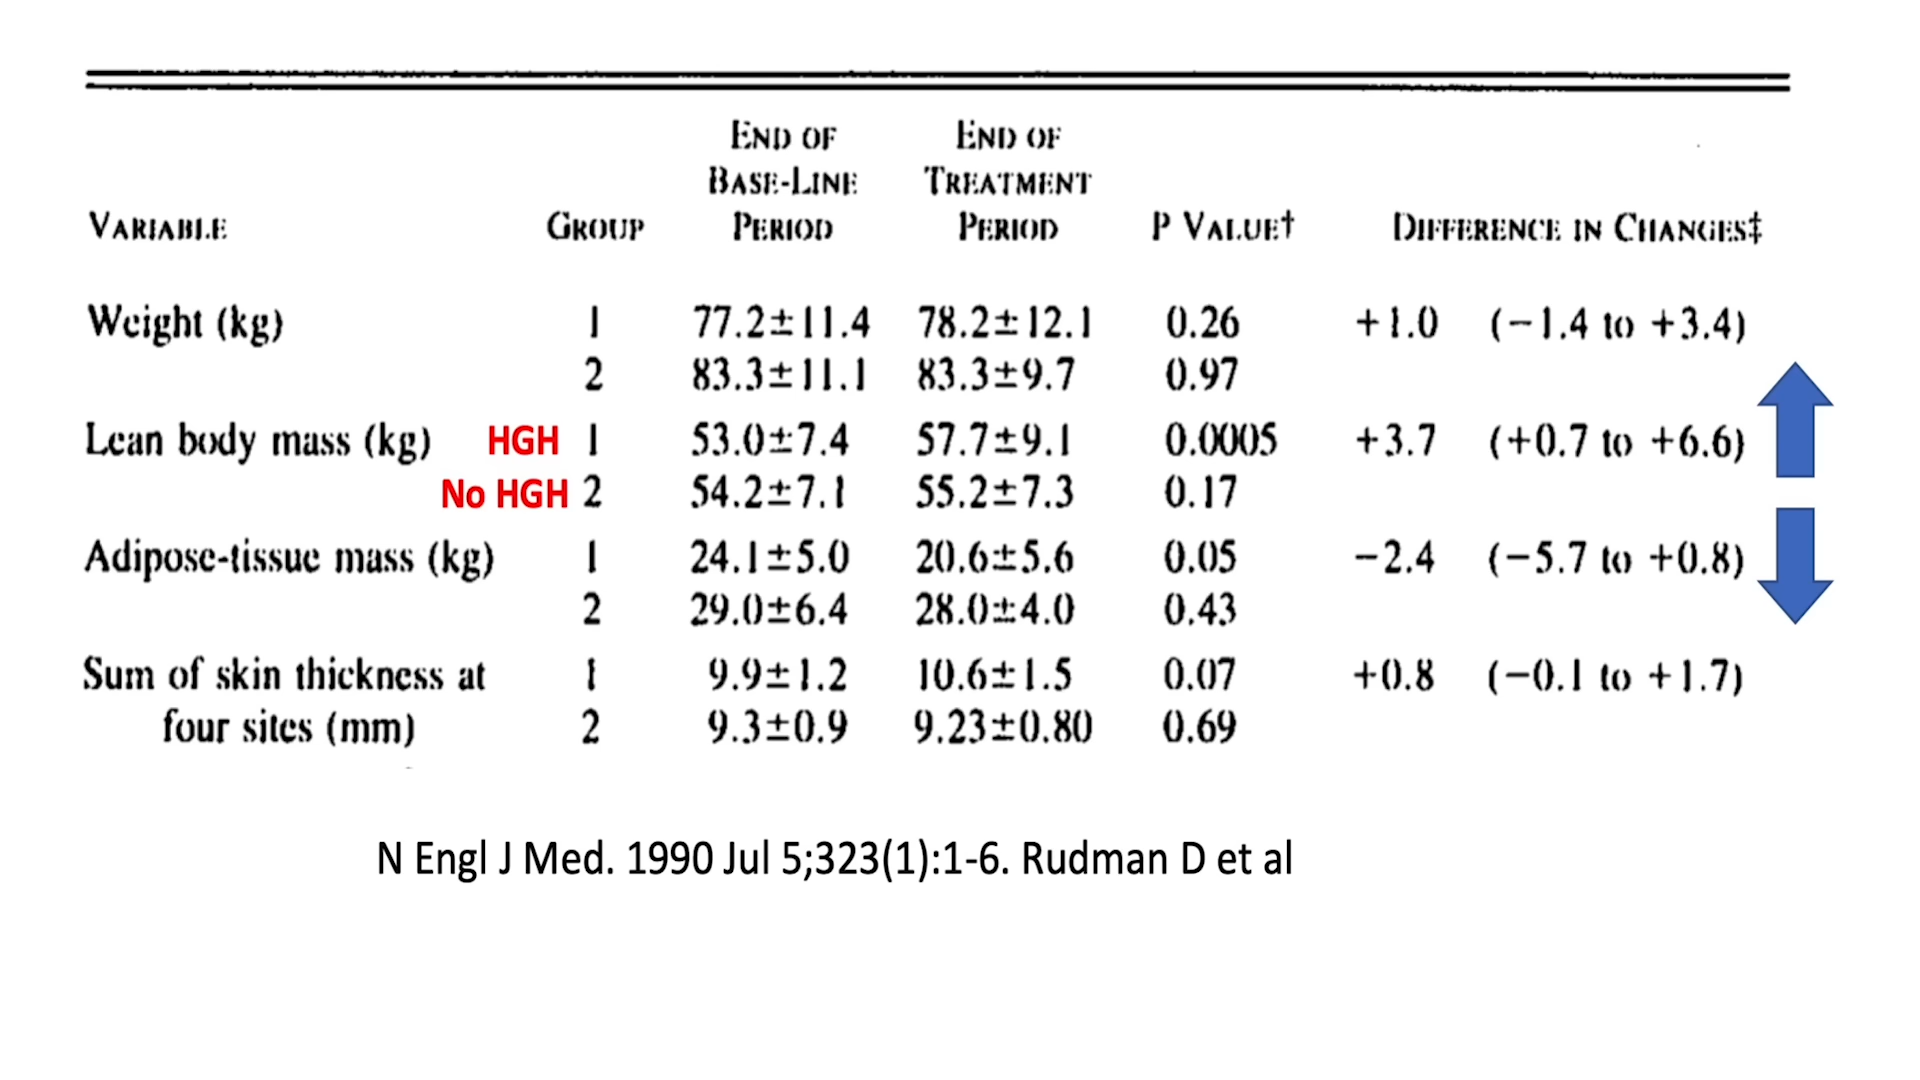 END OF END OF
BASE-LINE TREATMENT
VARIABLE GROUP PERIOD PERIOD P VALUE† DIFFERENCE IN CHANGES‡
Weight (kg) 1 77.2±11.4 78.2±12.1 0.26 +1.0 (−1.4 to +3.4)
2 83.3±11.1 83.3±9.7 0.97
Lean body mass (kg) HGH 1 53.0±7.4 57.7±9.1 0.0005 +3.7 (+0.7 to +6.6)
No HGH 2 54.2±7.1 55.2±7.3 0.17
Adipose-tissue mass (kg) 1 24.1±5.0 20.6±5.6 0.05 −2.4 (−5.7 to +0.8)
2 29.0±6.4 28.0±4.0 0.43
Sum of skin thickness at 1 9.9±1.2 10.6±1.5 0.07 +0.8 (−0.1 to +1.7)
four sites (mm) 2 9.3±0.9 9.23±0.80 0.69
N Engl J Med. 1990 Jul 5;323(1):1-6. Rudman D et al